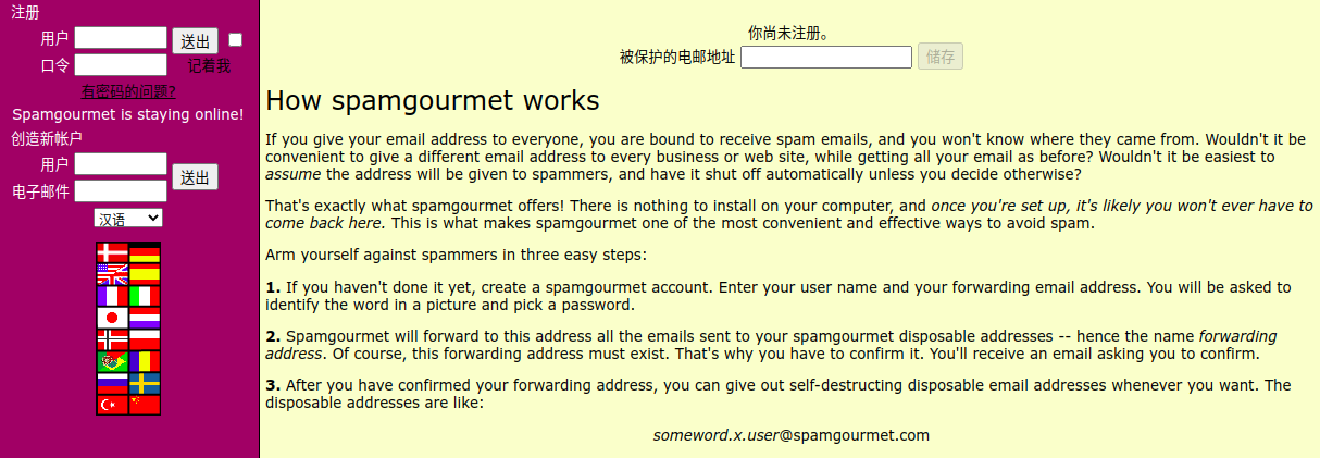 注册
用户 送出
口令 记着我
有密码的问题?
Spamgourmet is staying online!
创造新帐户
用户
电子邮件 送出
汉语
你尚未注册。
被保护的电邮地址 储存
How spamgourmet works
If you give your email address to everyone, you are bound to receive spam emails, and you won't know where they came from. Wouldn't it be
convenient to give a different email address to every business or web site, while getting all your email as before? Wouldn't it be easiest to
assume the address will be given to spammers, and have it shut off automatically unless you decide otherwise?
That's exactly what spamgourmet offers! There is nothing to install on your computer, and once you're set up, it's likely you won't ever have to
come back here. This is what makes spamgourmet one of the most convenient and effective ways to avoid spam.
Arm yourself against spammers in three easy steps:
1. If you haven't done it yet, create a spamgourmet account. Enter your user name and your forwarding email address. You will be asked to
identify the word in a picture and pick a password.
2. Spamgourmet will forward to this address all the emails sent to your spamgourmet disposable addresses -- hence the name forwarding
address. Of course, this forwarding address must exist. That's why you have to confirm it. You'll receive an email asking you to confirm.
3. After you have confirmed your forwarding address, you can give out self-destructing disposable email addresses whenever you want. The
disposable addresses are like:
someword.x.user@spamgourmet.com